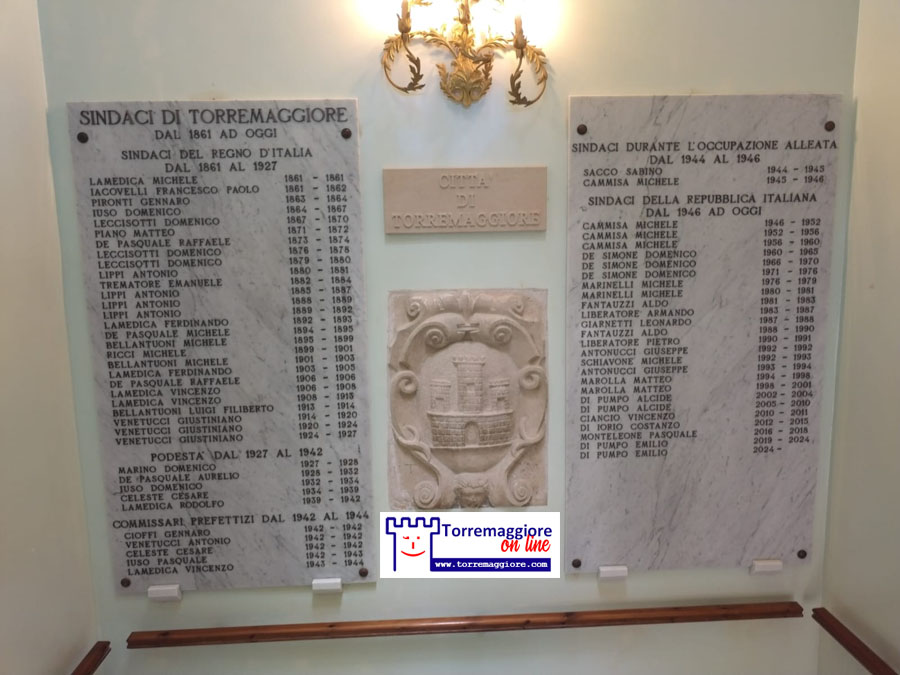 SINDACI DI TORREMAGGIORE
DAL 1861 AD OGGI
SINDACI DEL REGNO D'ITALIA
DAL 1861 AL 1927
LAMEDICA MICHELE 1861 - 1861
IACOVELLI FRANCESCO PAOLO 1861 - 1862
PIRONTI GENNARO 1863 - 1864
IUSO DOMENICO 1864 - 1867
LECCISOTTI DOMENICO 1867 - 1870
PIANO MATTEO 1871 - 1872
DE PASQUALE RAFFAELE 1873 - 1874
LECCISOTTI DOMENICO 1876 - 1878
LECCISOTTI DOMENICO 1879 - 1880
LIPPI ANTONIO 1880 - 1881
TREMATORE EMANUELE 1882 - 1884
LIPPI ANTONIO 1885 - 1887
LIPPI ANTONIO 1888 - 1889
LIPPI ANTONIO 1889 - 1892
LAMEDICA FERDINANDO 1892 - 1893
DE PASQUALE MICHELE 1894 - 1895
BELLANTUONI MICHELE 1895 - 1899
RICCI MICHELE 1899 - 1901
BELLANTUONI MICHELE 1901 - 1903
LAMEDICA FERDINANDO 1903 - 1905
DE PASQUALE RAFFAELE 1906 - 1906
LAMEDICA VINCENZO 1906 - 1908
LAMEDICA VINCENZO 1908 - 1913
BELLANTUONI LUIGI FILIBERTO 1913 - 1914
VENETUCCI GIUSTINIANO 1914 - 1920
VENETUCCI GIUSTINIANO 1920 - 1924
VENETUCCI GIUSTINIANO 1924 - 1927
PODESTÀ DAL 1927 AL 1942
MARINO DOMENICO 1927 - 1928
DE PASQUALE AURELIO 1928 - 1932
IUSO DOMENICO 1932 - 1934
CELESTE CESARE 1934 - 1939
LAMEDICA RODOLFO 1939 - 1942
COMMISSARI PREFETTIZI DAL 1942 AL 1944
CIOFFI GENNARO 1942 - 1942
VENETUCCI ANTONIO 1942 - 1942
CELESTE CESARE 1942 - 1942
IUSO PASQUALE 1942 - 1943
LAMEDICA VINCENZO 1943 - 1944
CITTÀ
DI
TORREMAGGIORE
Torremaggiore
on line
www.torremaggiore.com
SINDACI DURANTE L'OCCUPAZIONE ALLEATA
DAL 1944 AL 1946
SACCO SABINO 1944 - 1945
CAMMISA MICHELE 1945 - 1946
SINDACI DELLA REPUBBLICA ITALIANA
DAL 1946 AD OGGI
CAMMISA MICHELE 1946 - 1952
CAMMISA MICHELE 1952 - 1956
CAMMISA MICHELE 1956 - 1960
DE SIMONE DOMENICO 1960 - 1965
DE SIMONE DOMENICO 1966 - 1970
DE SIMONE DOMENICO 1971 - 1976
MARINELLI MICHELE 1976 - 1979
MARINELLI MICHELE 1980 - 1981
FANTAUZZI ALDO 1981 - 1983
LIBERATORE ARMANDO 1983 - 1987
GIARNETTI LEONARDO 1987 - 1988
FANTAUZZI ALDO 1988 - 1990
LIBERATORE PIETRO 1990 - 1991
ANTONUCCI GIUSEPPE 1992 - 1992
SCHIAVONE MICHELE 1992 - 1993
ANTONUCCI GIUSEPPE 1993 - 1994
MAROLLA MATTEO 1994 - 1998
MAROLLA MATTEO 1998 - 2001
DI PUMPO ALCIDE 2002 - 2004
DI PUMPO ALCIDE 2005 - 2010
CIANCIO VINCENZO 2010 - 2011
DI IORIO COSTANZO 2012 - 2015
MONTELEONE PASQUALE 2016 - 2018
DI PUMPO EMILIO 2019 - 2024
DI PUMPO EMILIO 2024 -